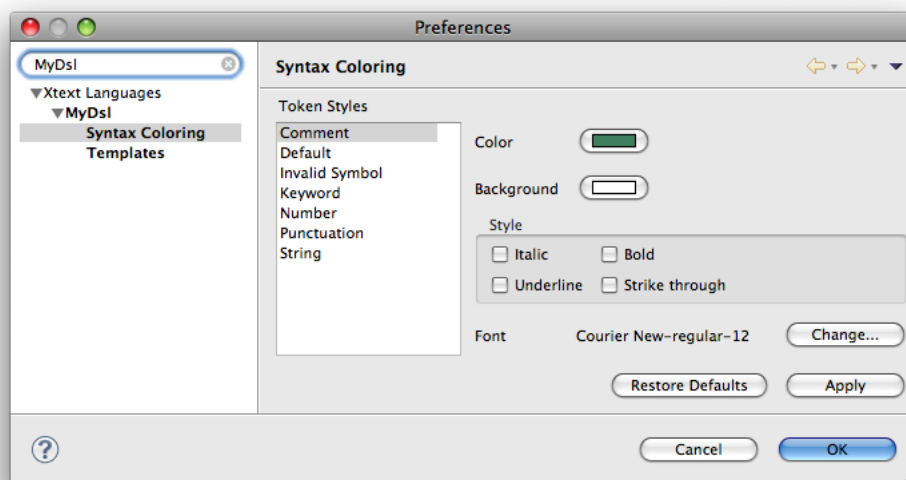 Preferences
MyDsl
Xtext Languages
MyDsl
Syntax Coloring
Templates
Syntax Coloring
Token Styles
Comment
Default
Invalid Symbol
Keyword
Number
Punctuation
String
Color
Background
Style
Italic
Bold
Underline
Strike through
Font
Courier New-regular-12
Change...
Restore Defaults
Apply
?
Cancel
OK